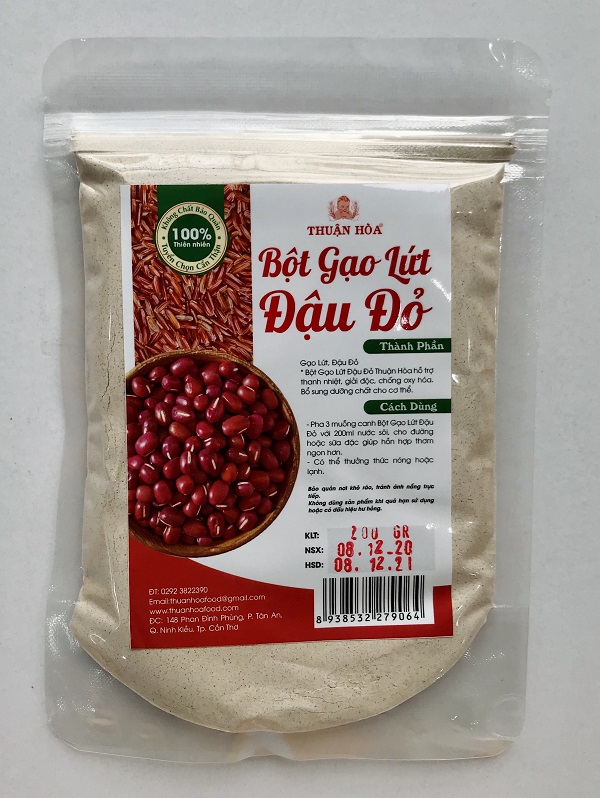 Không Chất Bảo Quản
100%
Thiên nhiên
Tuyển Chọn Cẩn Thận
THUẬN HÒA®
Bột Gạo Lứt
Đậu Đỏ
Thành Phần
Gạo Lứt, Đậu Đỏ
* Bột Gạo Lứt Đậu Đỏ Thuận Hòa hỗ trợ
thanh nhiệt, giải độc, chống oxy hóa.
Bổ sung dưỡng chất cho cơ thể.
Cách Dùng
- Pha 3 muỗng canh Bột Gạo Lứt Đậu
Đỏ với 200ml nước sôi, cho đường
hoặc sữa đặc giúp hỗn hợp thơm
ngon hơn.
- Có thể thưởng thức nóng hoặc
lạnh.
Bảo quản nơi khô ráo, tránh ánh nắng trực
tiếp.
Không dùng sản phẩm khi quá hạn sử dụng
hoặc có dấu hiệu hư hỏng.
KLT: 200 GR
NSX: 08.12.20
HSD: 08.12.21
ĐT: 0292 3822390
Email:thuanhoafood@gmail.com
www.thuanhoafood.com
ĐC: 148 Phan Đình Phùng, P. Tân An,
Q. Ninh Kiều, Tp. Cần Thơ
8 938532 279064